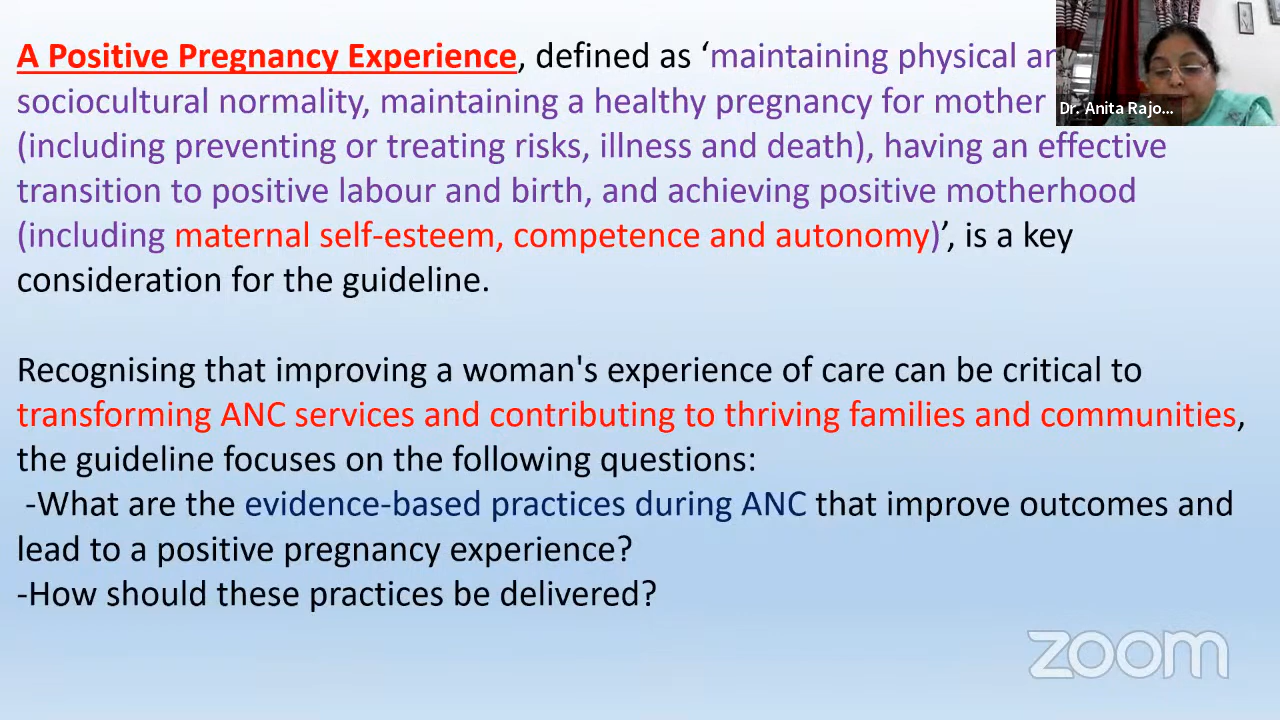 A Positive Pregnancy Experience, defined as ‘maintaining physical
sociocultural normality, maintaining a healthy pregnancy for mother
(including preventing or treating risks, illness and death), having an effective
transition to positive labour and birth, and achieving positive motherhood
(including maternal self-esteem, competence and autonomy)’, is a key
consideration for the guideline.
Recognising that improving a woman's experience of care can be critical to
transforming ANC services and contributing to thriving families and communities,
the guideline focuses on the following questions:
-What are the evidence-based practices during ANC that improve outcomes and
lead to a positive pregnancy experience?
-How should these practices be delivered?
Dr. Anita Rajo...
zoom